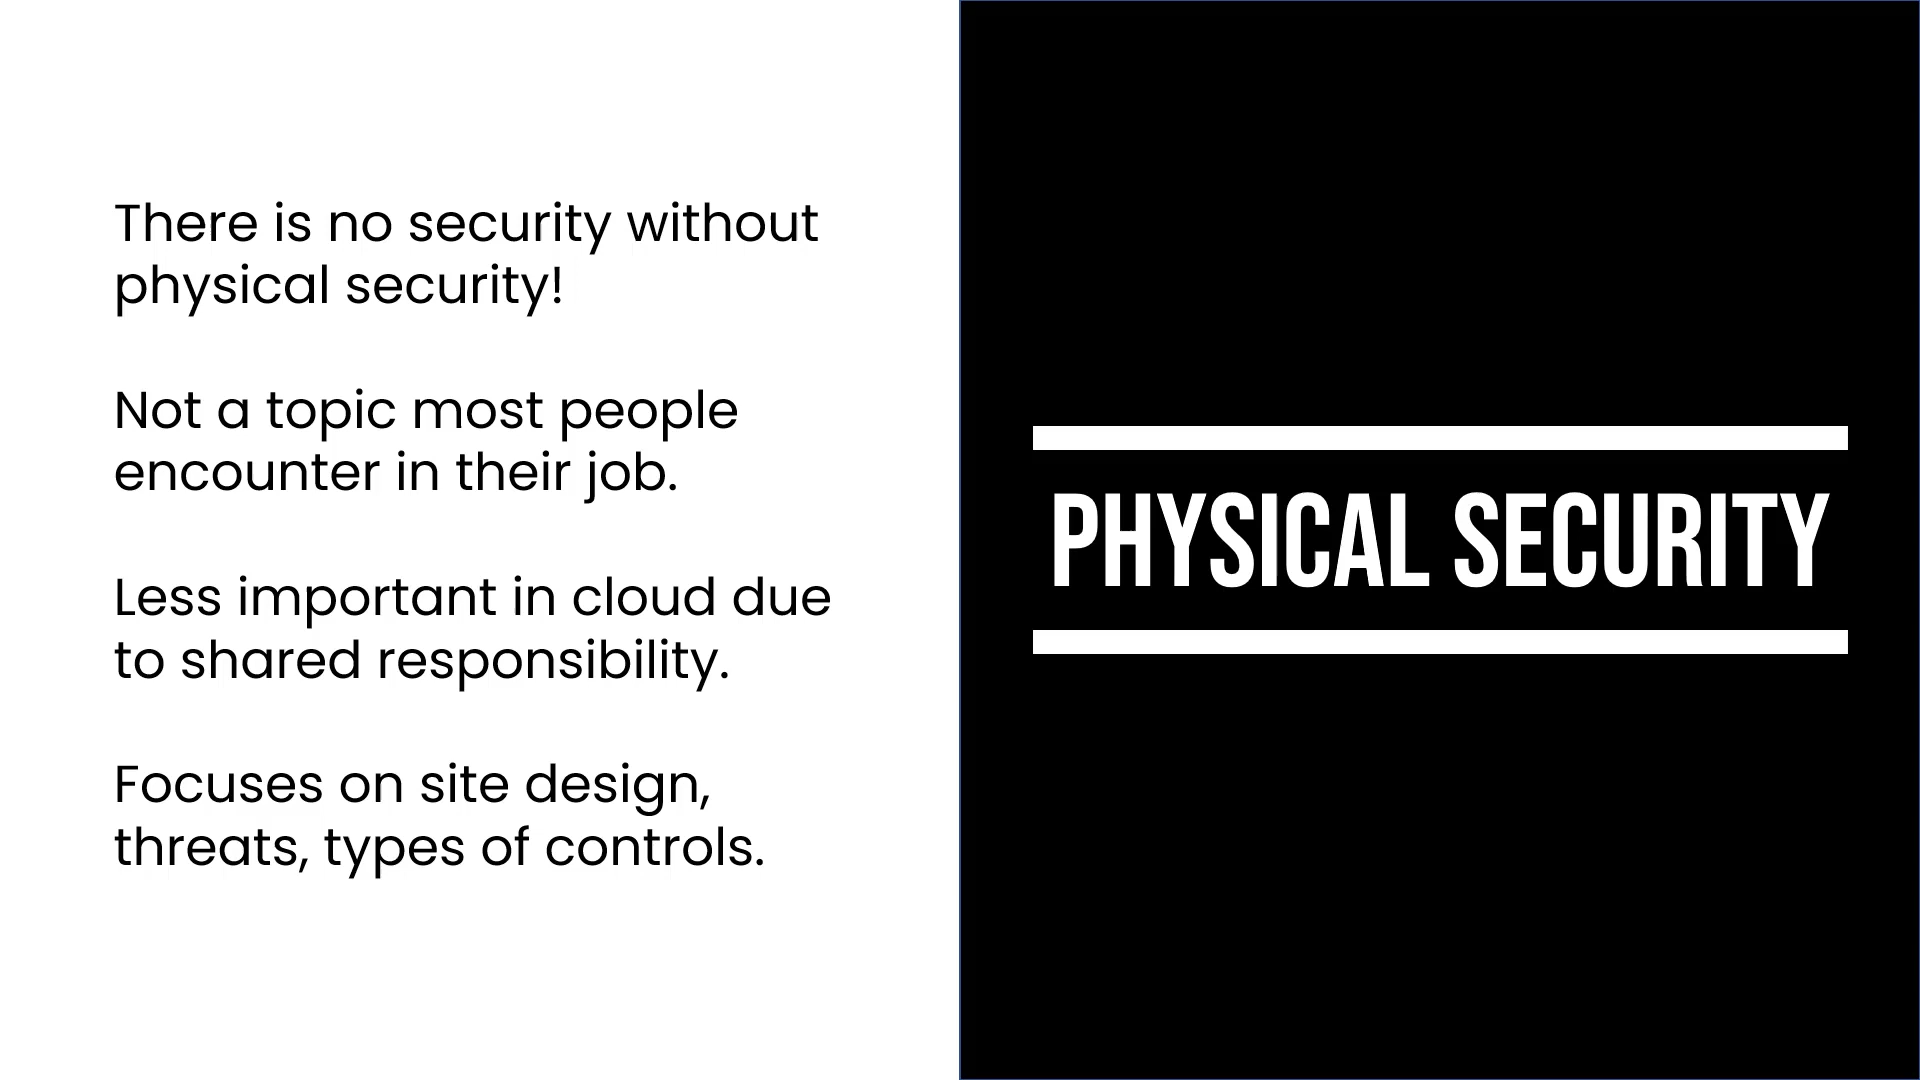 There is no security without
physical security!
Not a topic most people
encounter in their job.
Less important in cloud due
to shared responsibility.
Focuses on site design,
threats, types of controls.
PHYSICAL SECURITY